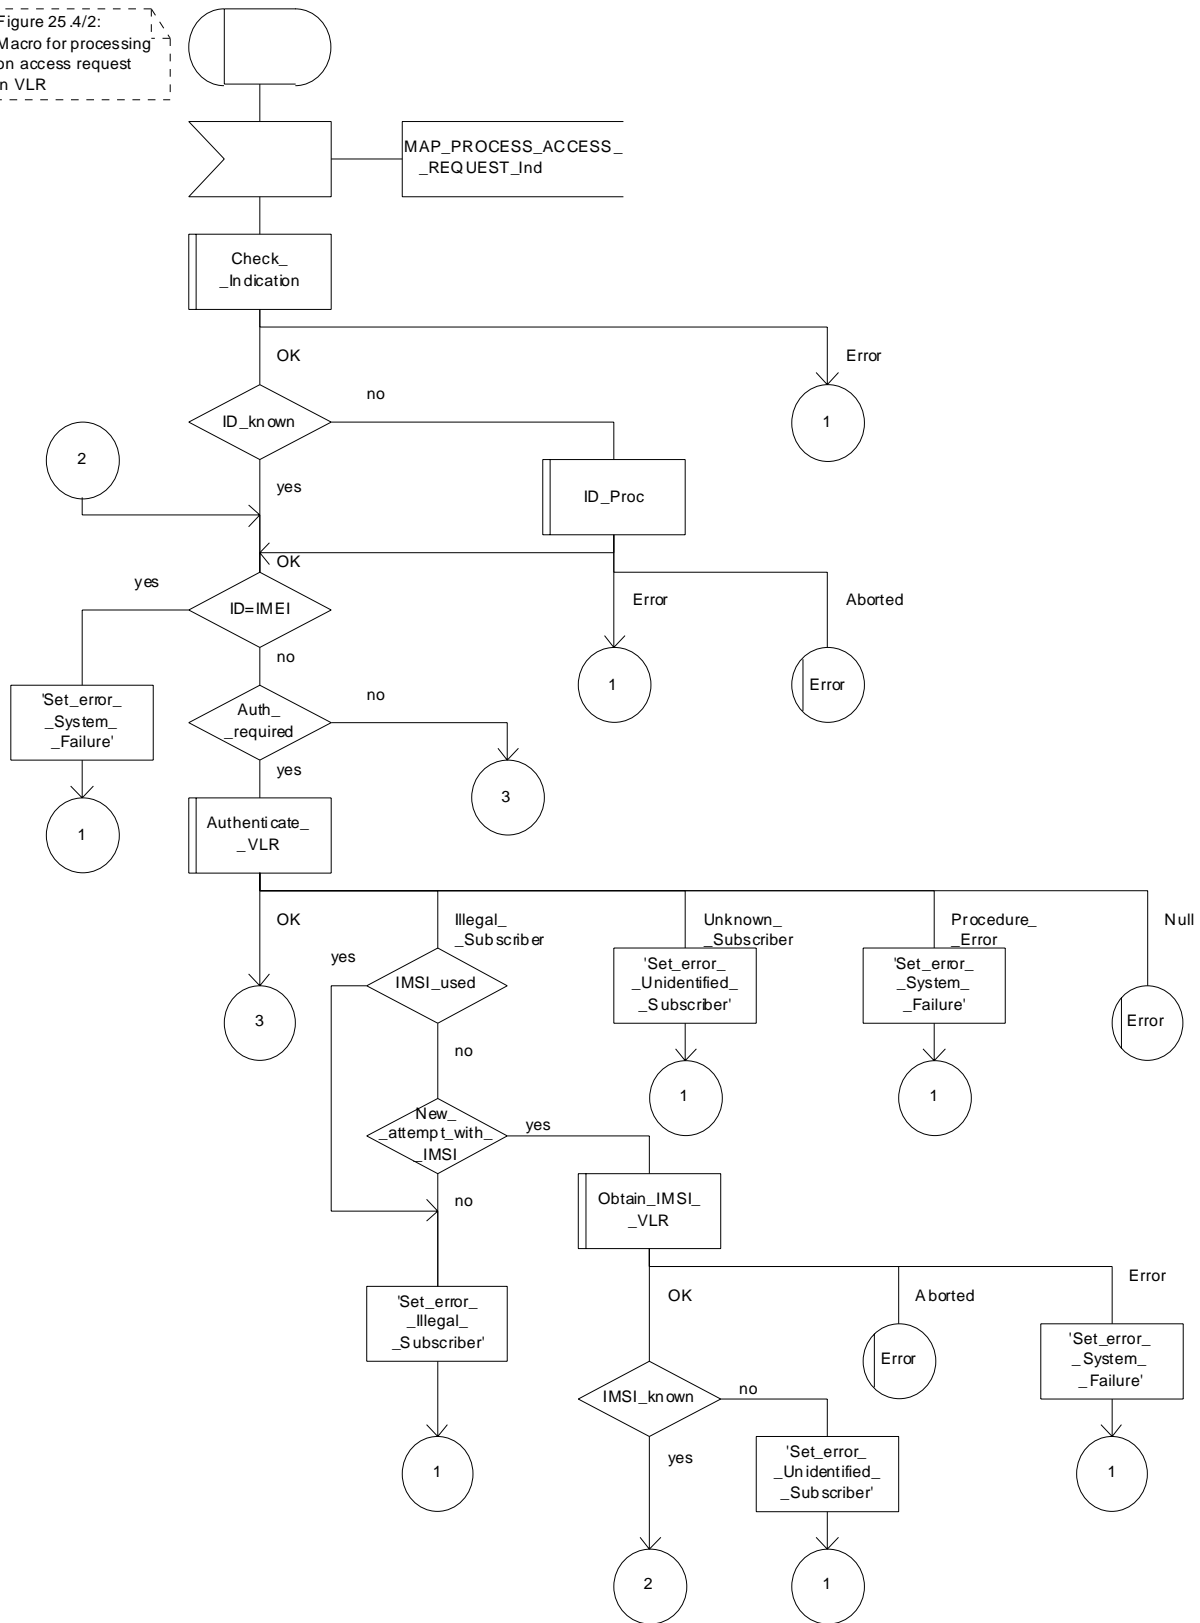 Figure 25.4/2:
Macro for processing
on access request
in VLR
MAP_PROCESS_ACCESS_
_REQUEST_Ind
Check_
_Indication
OK
Error
1
ID_known
no
2
yes
ID_Proc
OK
yes
ID=IMEI
Error
Aborted
no
1
Error
'Set_error_
_System_
_Failure'
Auth_
_required
no
yes
3
1
Authenticate_
_VLR
OK
Illegal_
_Subscriber
Unknown_
_Subscriber
Procedure_
_Error
Null
yes
IMSI_used
'Set_error_
_Unidentified_
_Subscriber'
'Set_error_
_System_
_Failure'
3
Error
no
1
1
New_
_attempt_with_
_IMSI
yes
no
Obtain_IMSI_
_VLR
OK
Aborted
Error
'Set_error_
_Illegal_
_Subscriber'
Error
'Set_error_
_System_
_Failure'
IMSI_known
no
yes
1
'Set_error_
_Unidentified_
_Subscriber'
1
2
1